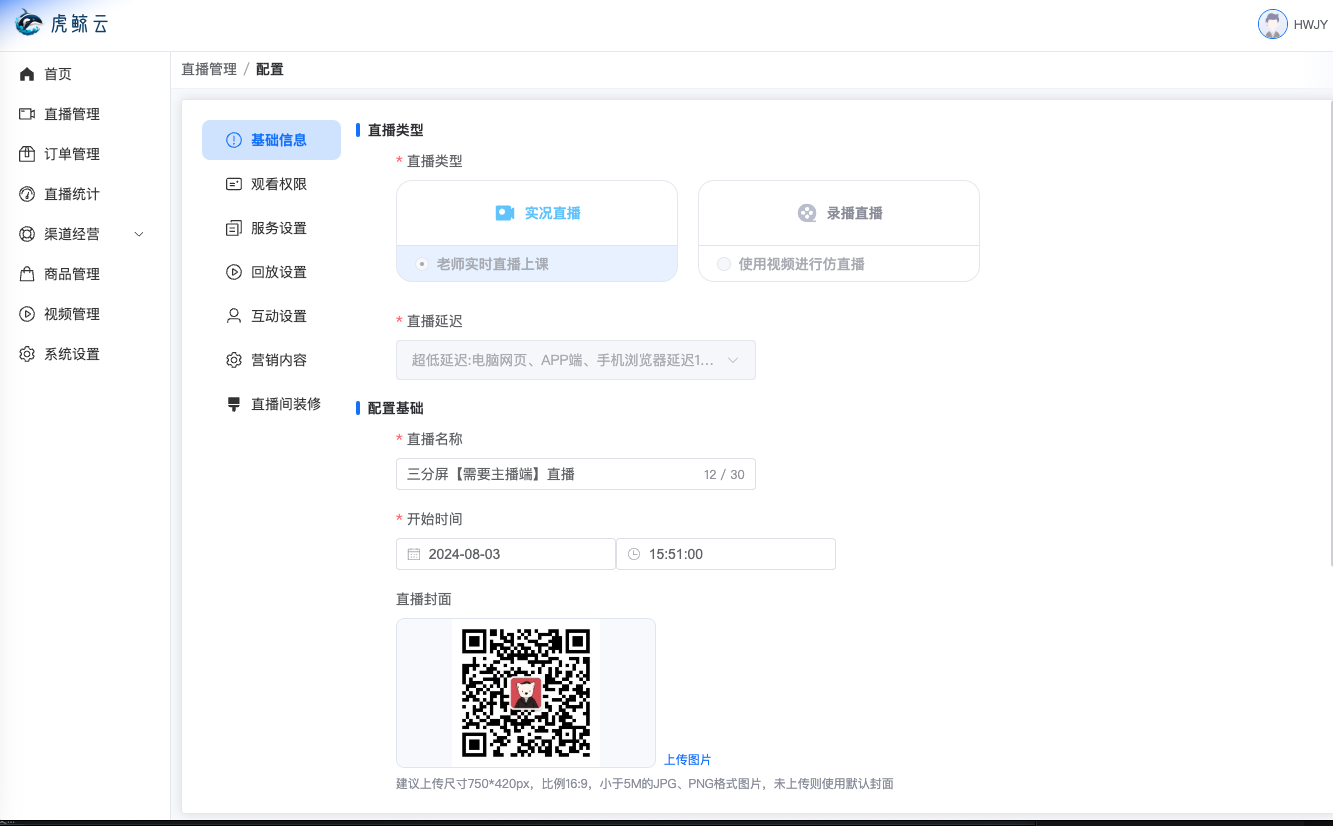 虎鲸云
HWJY
首页
直播管理
订单管理
直播统计
渠道经营
商品管理
视频管理
系统设置
直播管理 / 配置
基础信息
观看权限
服务设置
回放设置
互动设置
营销内容
直播间装修
直播类型
* 直播类型
实况直播
老师实时直播上课
录播直播
使用视频进行仿直播
* 直播延迟
超低延迟:电脑网页、APP端、手机浏览器延迟1...
配置基础
* 直播名称
三分屏【需要主播端】直播 12 / 30
* 开始时间
2024-08-03 15:51:00
直播封面
上传图片
建议上传尺寸750*420px，比例16:9，小于5M的JPG、PNG格式图片，未上传则使用默认封面